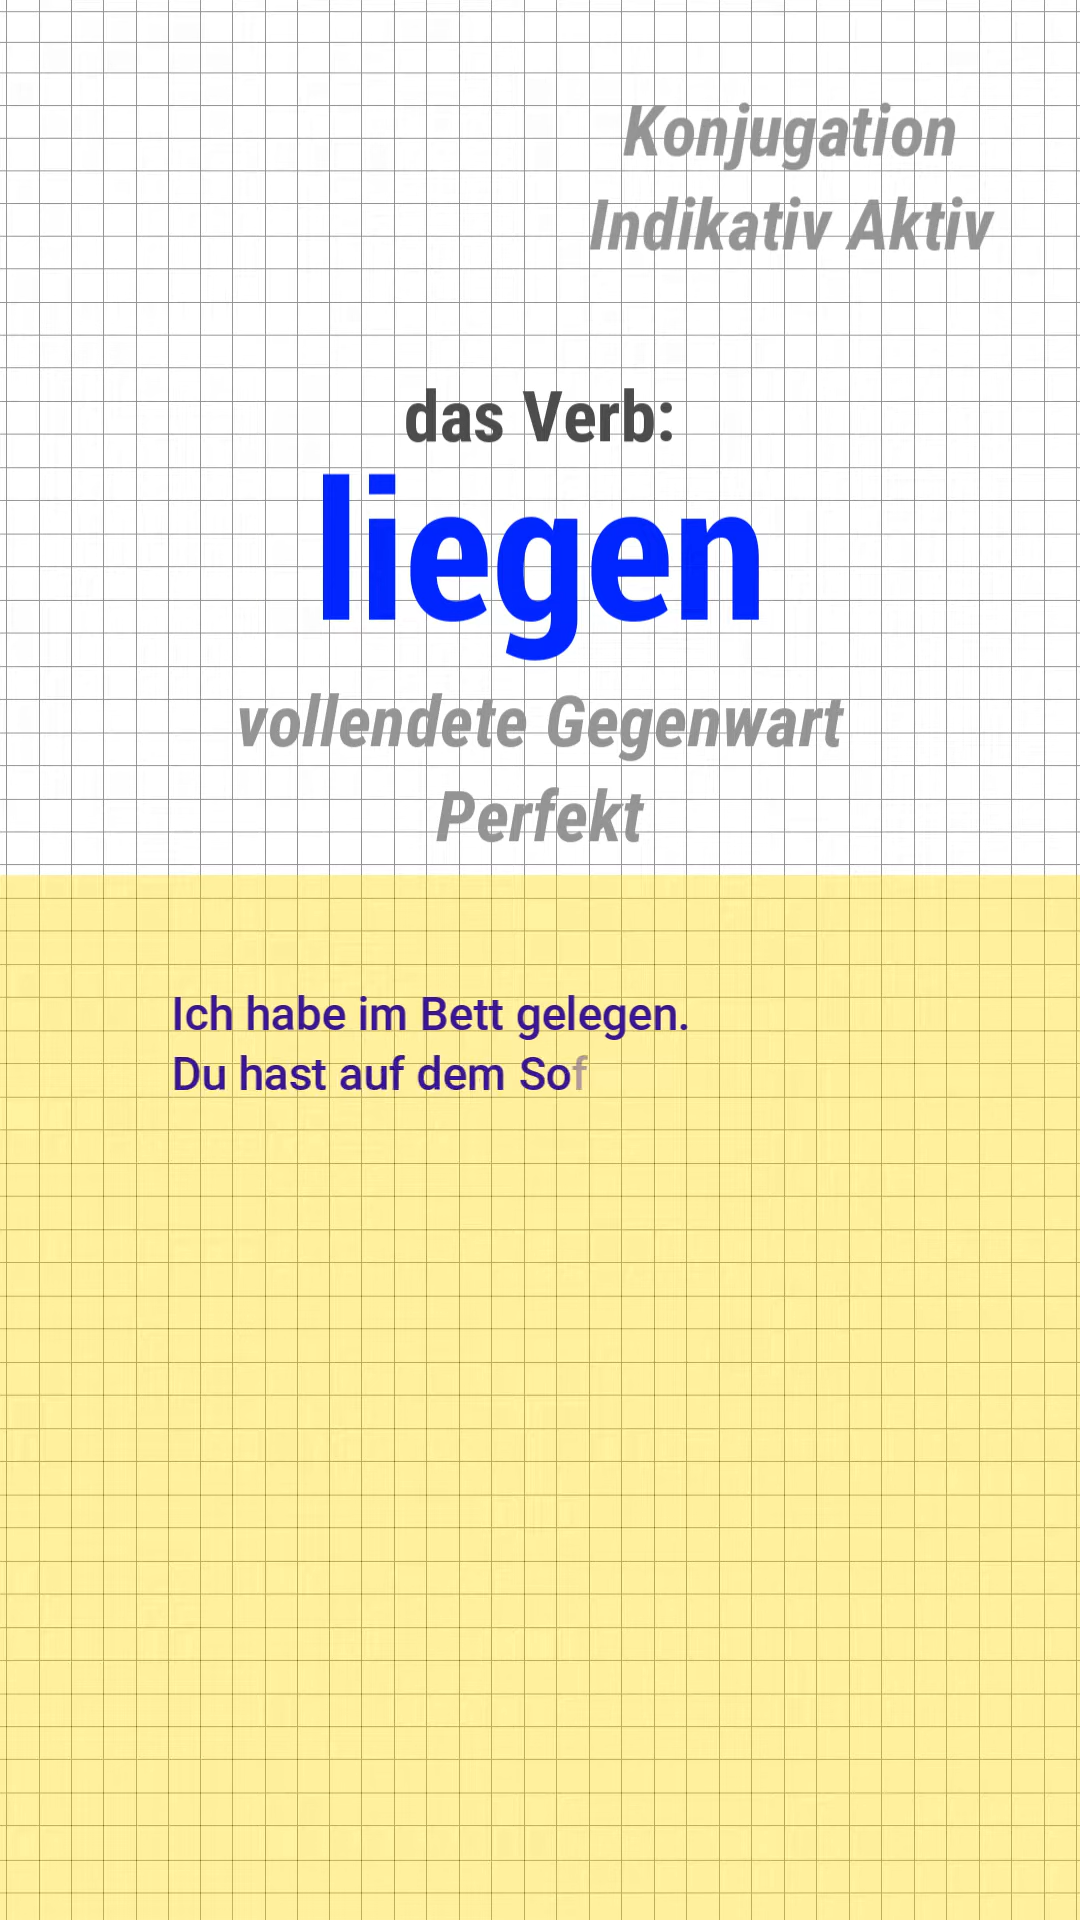 Konjugation
Indikativ Aktiv
das Verb:
liegen
vollendete Gegenwart
Perfekt
Ich habe im Bett gelegen.
Du hast auf dem Sof